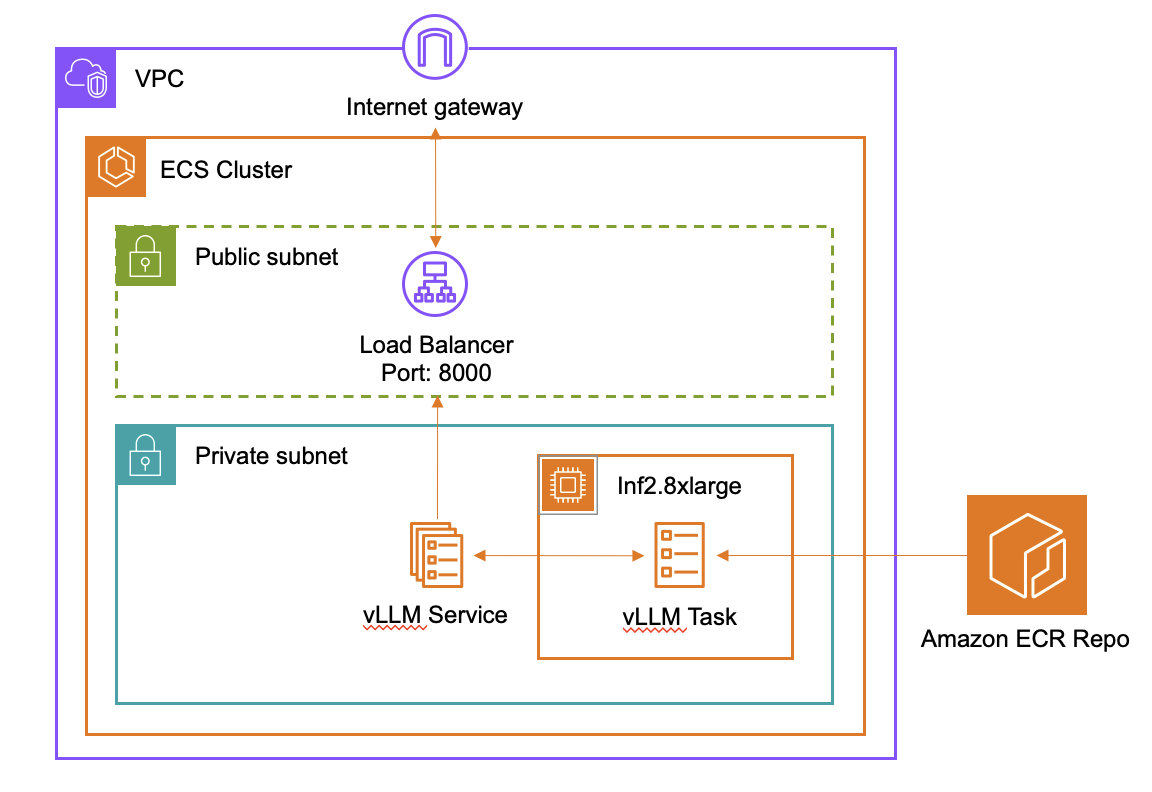 VPC
Internet gateway
ECS Cluster
Public subnet
Load Balancer
Port: 8000
Private subnet
Inf2.8xlarge
vLLM Service
vLLM Task
Amazon ECR Repo